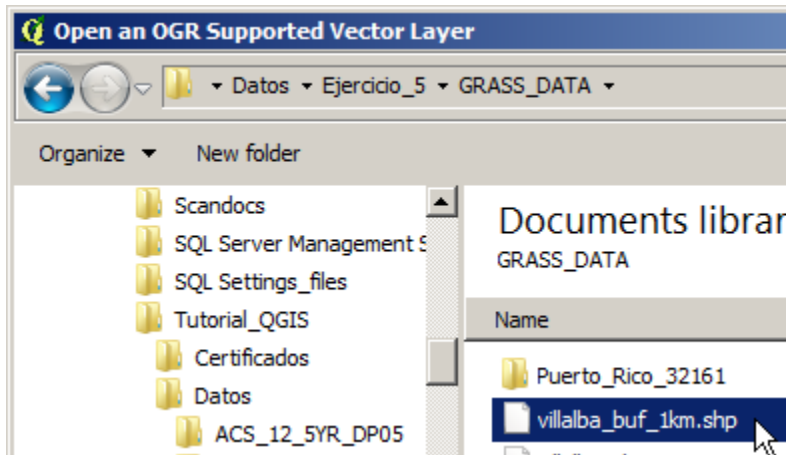 Open an OGR Supported Vector Layer
Datos Ejercicio_5 GRASS_DATA
Organize New folder
Scandocs
SQL Server Management S
SQL Settings_files
Tutorial_QGIS
Certificados
Datos
ACS_12_5YR_DP05
Documents librar
GRASS_DATA
Name
Puerto_Rico_32161
villalba_buf_1km.shp